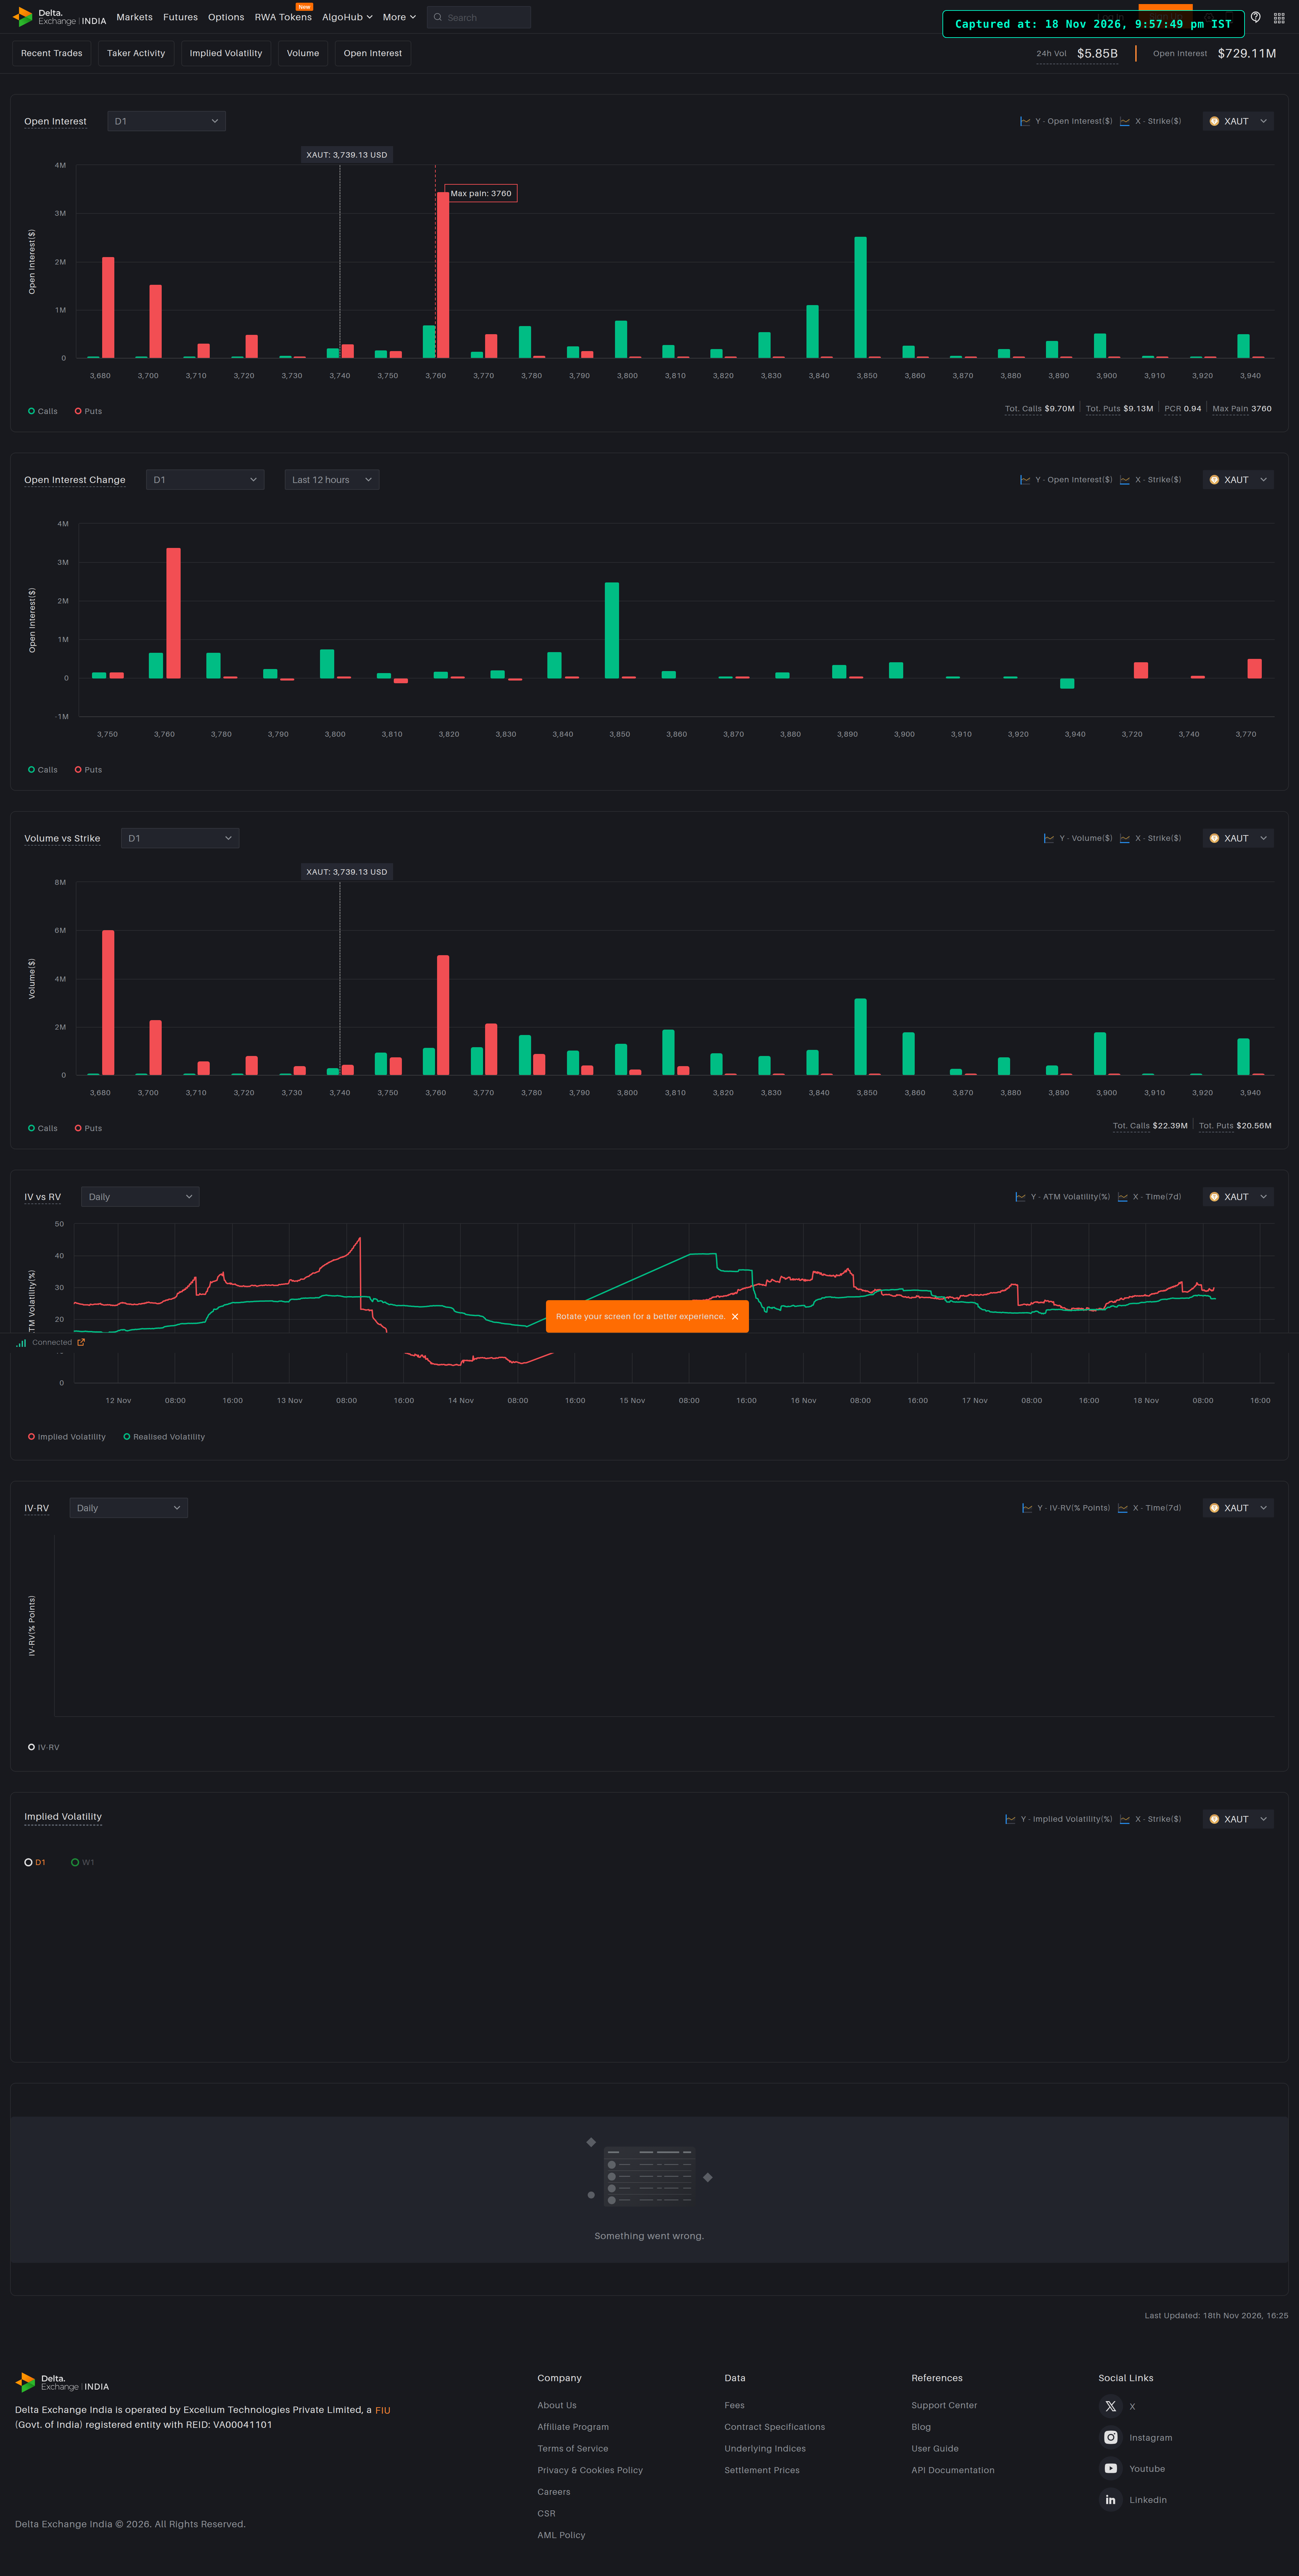 Delta.
Exchange | INDIA
Markets
Futures
Options
RWA Tokens
New
AlgoHub
More
Search
Captured at: 18 Nov 2026, 9:57:49 pm IST
Recent Trades
Taker Activity
Implied Volatility
Volume
Open Interest
24h Vol $5.85B
Open Interest $729.11M
Open Interest
D1
Y - Open Interest($)
X - Strike($)
XAUT
XAUT: 3,739.13 USD
Max pain: 3760
Open Interest($)
4M
3M
2M
1M
0
3,680 3,700 3,710 3,720 3,730 3,740 3,750 3,760 3,770 3,780 3,790 3,800 3,810 3,820 3,830 3,840 3,850 3,860 3,870 3,880 3,890 3,900 3,910 3,920 3,940
Calls Puts
Tot. Calls $9.70M | Tot. Puts $9.13M | PCR 0.94 | Max Pain 3760
Open Interest Change
D1
Last 12 hours
Y - Open Interest($)
X - Strike($)
XAUT
Open Interest($)
4M
3M
2M
1M
0
-1M
3,750 3,760 3,780 3,790 3,800 3,810 3,820 3,830 3,840 3,850 3,860 3,870 3,880 3,890 3,900 3,910 3,920 3,940 3,720 3,740 3,770
Calls Puts
Volume vs Strike
D1
Y - Volume($)
X - Strike($)
XAUT
XAUT: 3,739.13 USD
Volume($)
8M
6M
4M
2M
0
3,680 3,700 3,710 3,720 3,730 3,740 3,750 3,760 3,770 3,780 3,790 3,800 3,810 3,820 3,830 3,840 3,850 3,860 3,870 3,880 3,890 3,900 3,910 3,920 3,940
Calls Puts
Tot. Calls $22.39M | Tot. Puts $20.56M
IV vs RV
Daily
Y - ATM Volatility(%)
X - Time(7d)
XAUT
TM Volatility(%)
50
40
30
20
Rotate your screen for a better experience.
Connected
0
12 Nov 08:00 16:00 13 Nov 08:00 16:00 14 Nov 08:00 16:00 15 Nov 08:00 16:00 16 Nov 08:00 16:00 17 Nov 08:00 16:00 18 Nov 08:00 16:00
Implied Volatility Realised Volatility
IV-RV
Daily
Y - IV-RV(% Points)
X - Time(7d)
XAUT
IV-RV(% Points)
IV-RV
Implied Volatility
Y - Implied Volatility(%)
X - Strike($)
XAUT
D1 W1
Something went wrong.
Last Updated: 18th Nov 2026, 16:25
Delta.
Exchange | INDIA
Delta Exchange India is operated by Excelium Technologies Private Limited, a FIU
(Govt. of India) registered entity with REID: VA00041101
Delta Exchange India © 2026. All Rights Reserved.
Company
About Us
Affiliate Program
Terms of Service
Privacy & Cookies Policy
Careers
CSR
AML Policy
Data
Fees
Contract Specifications
Underlying Indices
Settlement Prices
References
Support Center
Blog
User Guide
API Documentation
Social Links
X
Instagram
Youtube
Linkedin